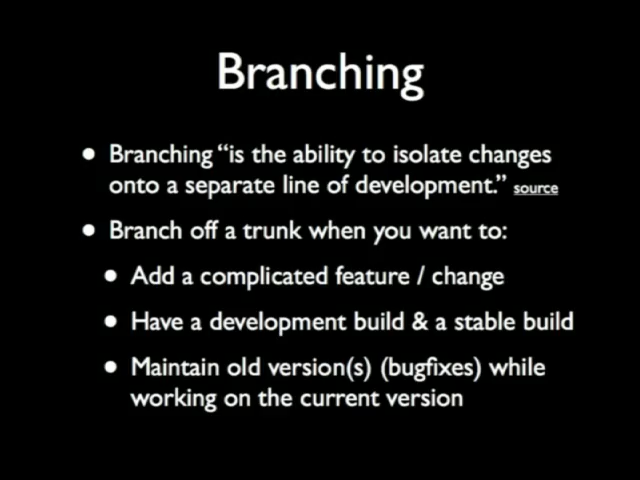 Branching
• Branching “is the ability to isolate changes
onto a separate line of development.” source
• Branch off a trunk when you want to:
• Add a complicated feature / change
• Have a development build & a stable build
• Maintain old version(s) (bugfixes) while
working on the current version